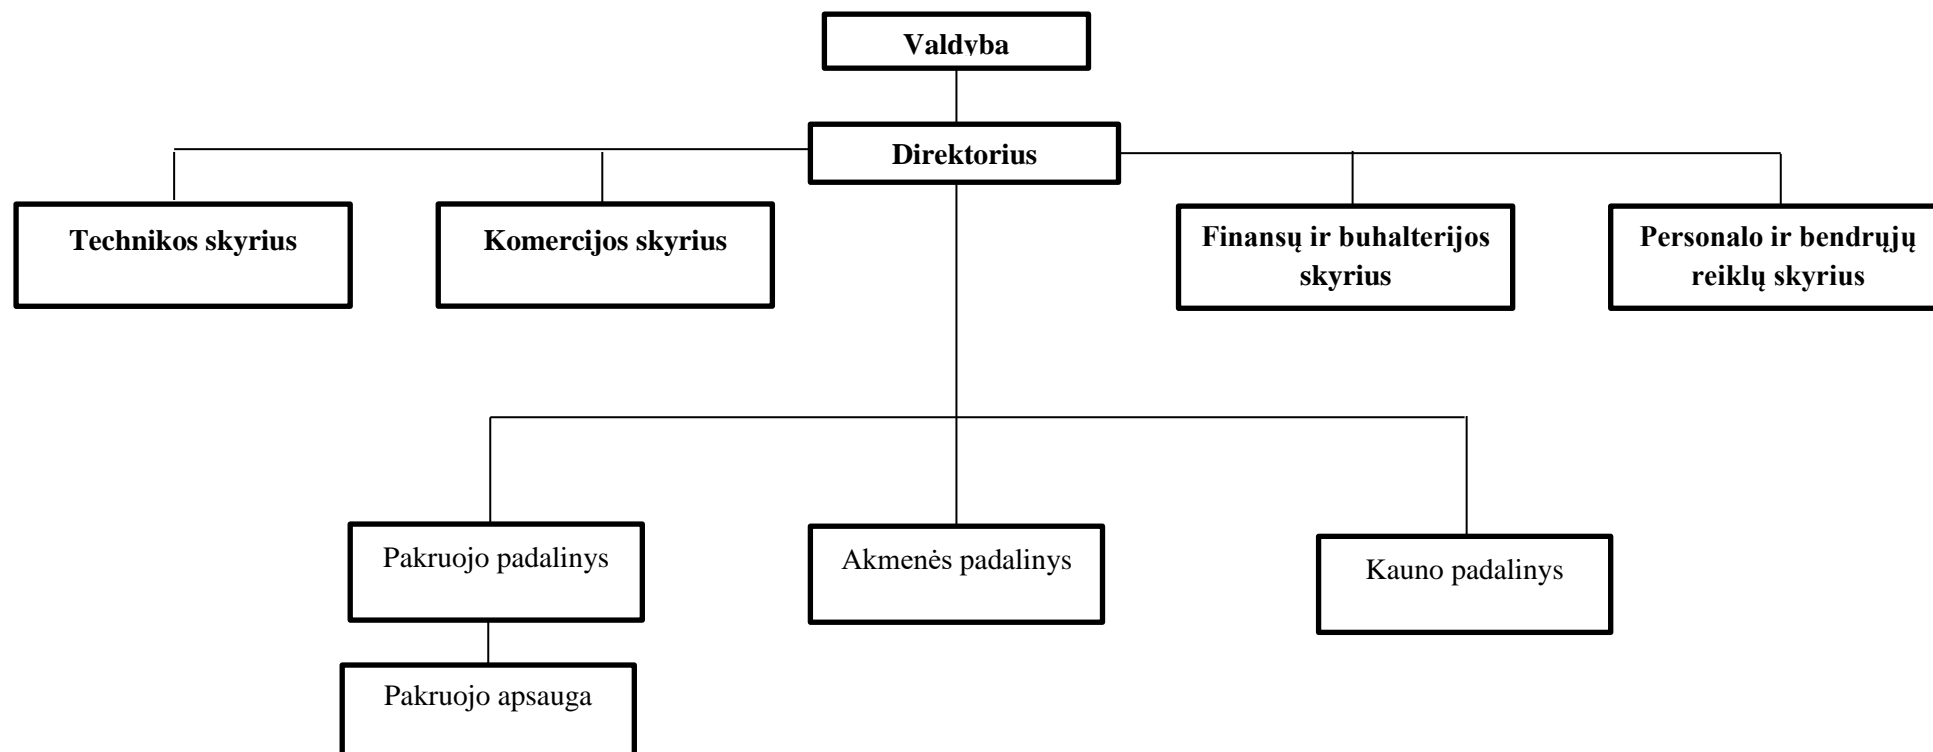 Valdyba
Direktorius
Technikos skyrius
Komercijos skyrius
Finansų ir buhalterijos
skyrius
Personalo ir bendrųjų
reiklų skyrius
Pakruojo padalinys
Akmenės padalinys
Kauno padalinys
Pakruojo apsauga